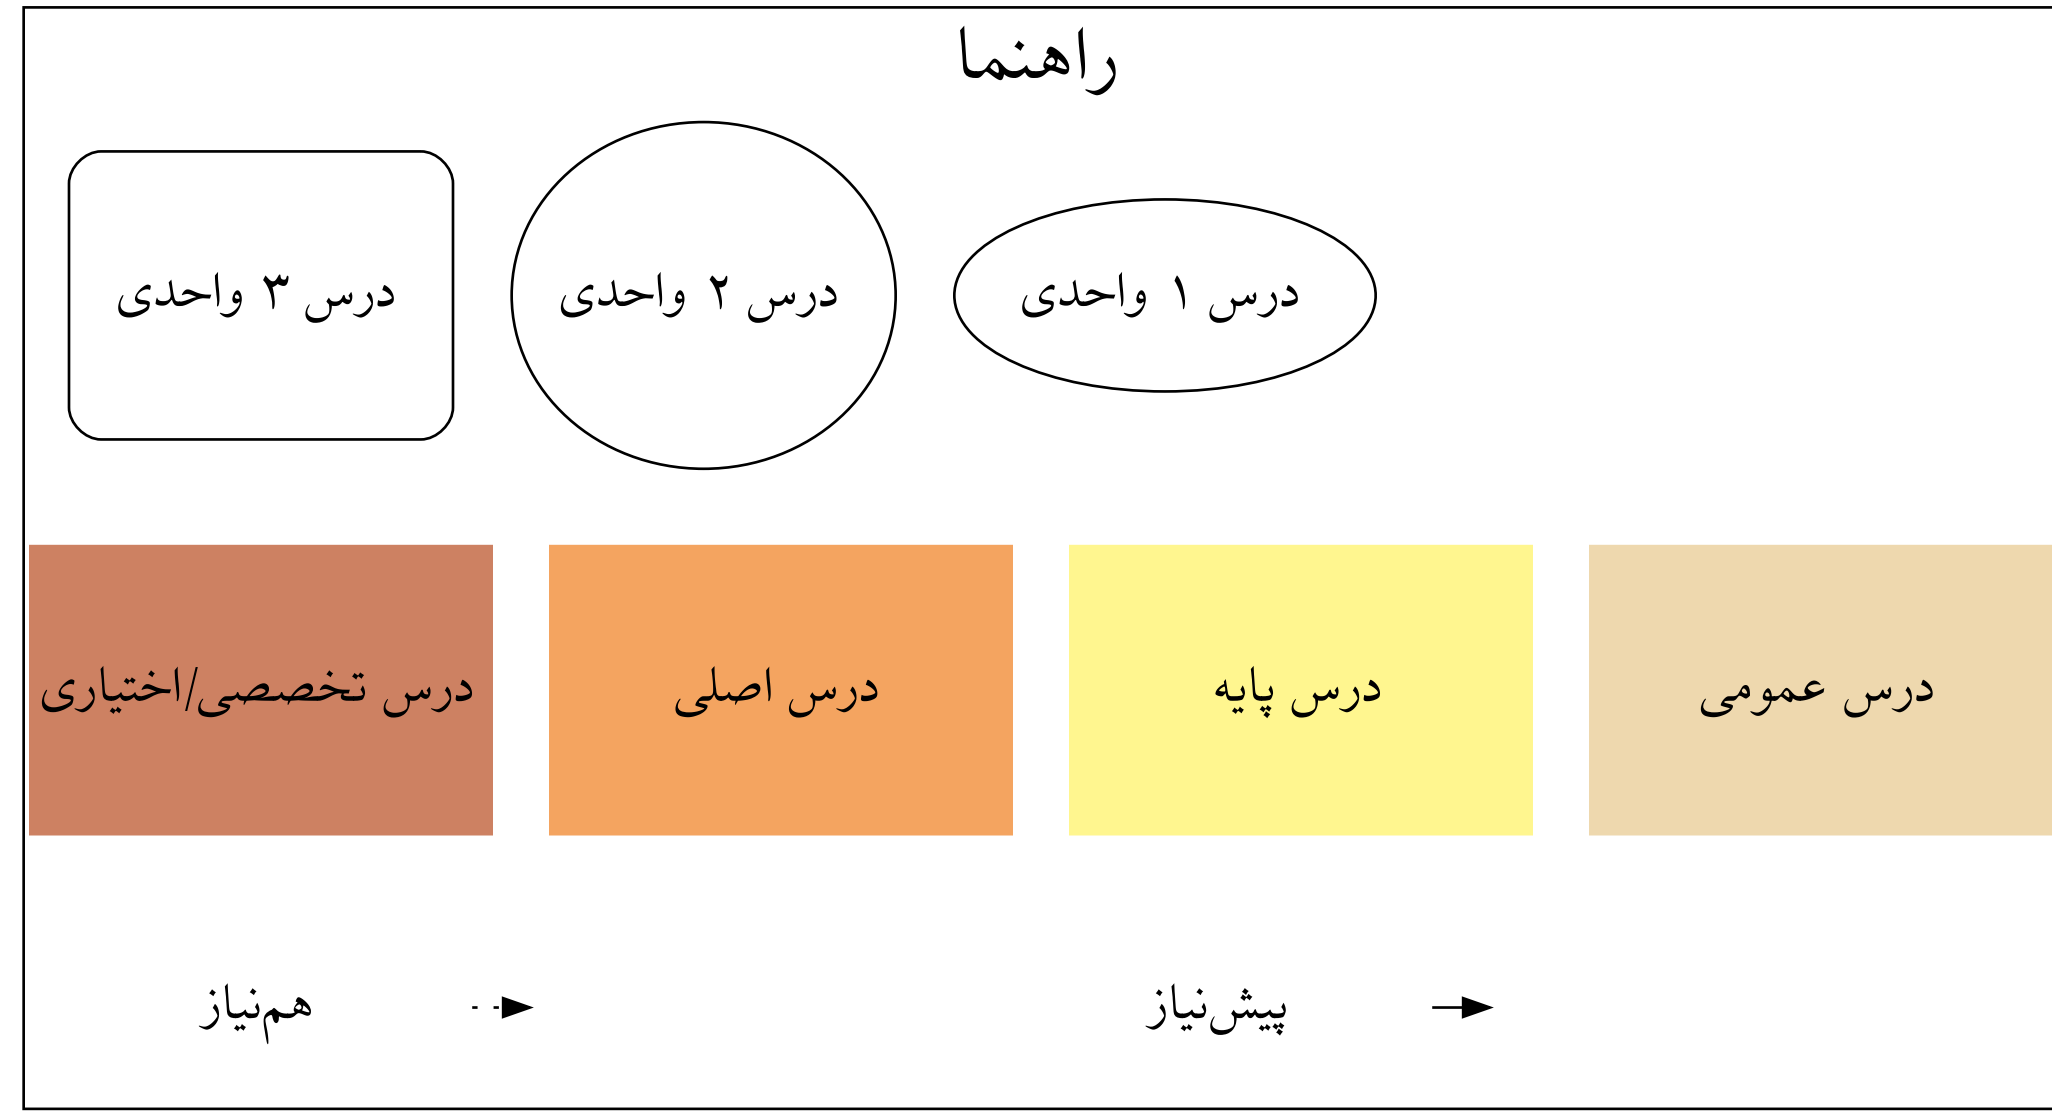 راهنما
درس ۱ واحدی
درس ۲ واحدی
درس ۳ واحدی
درس عمومی
درس پایه
درس اصلی
درس تخصصی/اختیاری
پیش‌نیاز
هم‌نیاز